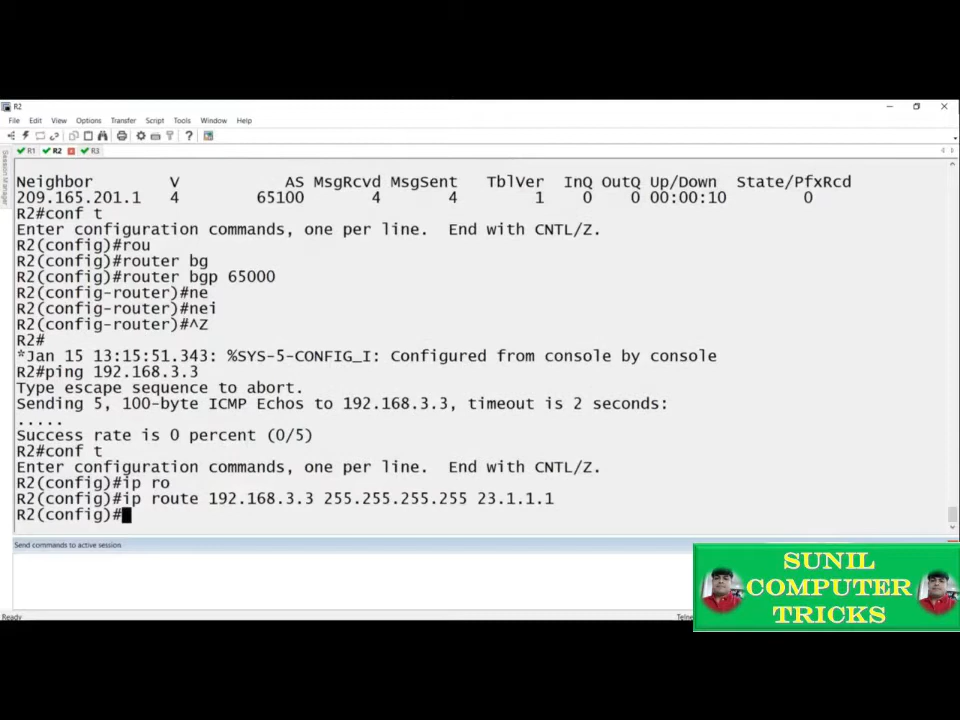 R2
File Edit View Options Transfer Script Tools Window Help
R1 R2 R3
Session Manager
Neighbor V AS MsgRcvd MsgSent TblVer InQ OutQ Up/Down State/PfxRcd
209.165.201.1 4 65100 4 4 1 0 0 00:00:10 0
R2#conf t
Enter configuration commands, one per line. End with CNTL/Z.
R2(config)#rou
R2(config)#router bg
R2(config)#router bgp 65000
R2(config-router)#ne
R2(config-router)#nei
R2(config-router)#^Z
R2#
*Jan 15 13:15:51.343: %SYS-5-CONFIG_I: Configured from console by console
R2#ping 192.168.3.3
Type escape sequence to abort.
Sending 5, 100-byte ICMP Echos to 192.168.3.3, timeout is 2 seconds:
.....
Success rate is 0 percent (0/5)
R2#conf t
Enter configuration commands, one per line. End with CNTL/Z.
R2(config)#ip ro
R2(config)#ip route 192.168.3.3 255.255.255.255 23.1.1.1
R2(config)#
Send commands to active session
Ready
Telne
SUNIL
COMPUTER
TRICKS